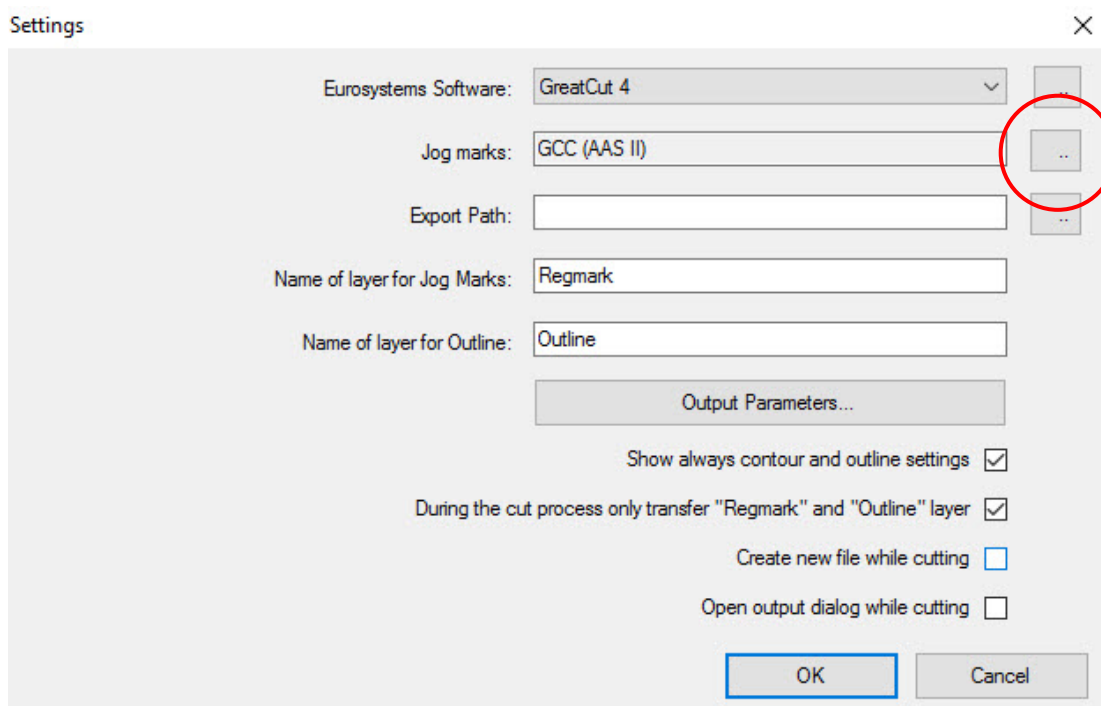 Settings
Eurosystems Software: GreatCut 4 ..
Jog marks: GCC (AAS II) ..
Export Path: ..
Name of layer for Jog Marks: Regmark
Name of layer for Outline: Outline
Output Parameters...
Show always contour and outline settings
During the cut process only transfer "Regmark" and "Outline" layer
Create new file while cutting
Open output dialog while cutting
OK Cancel